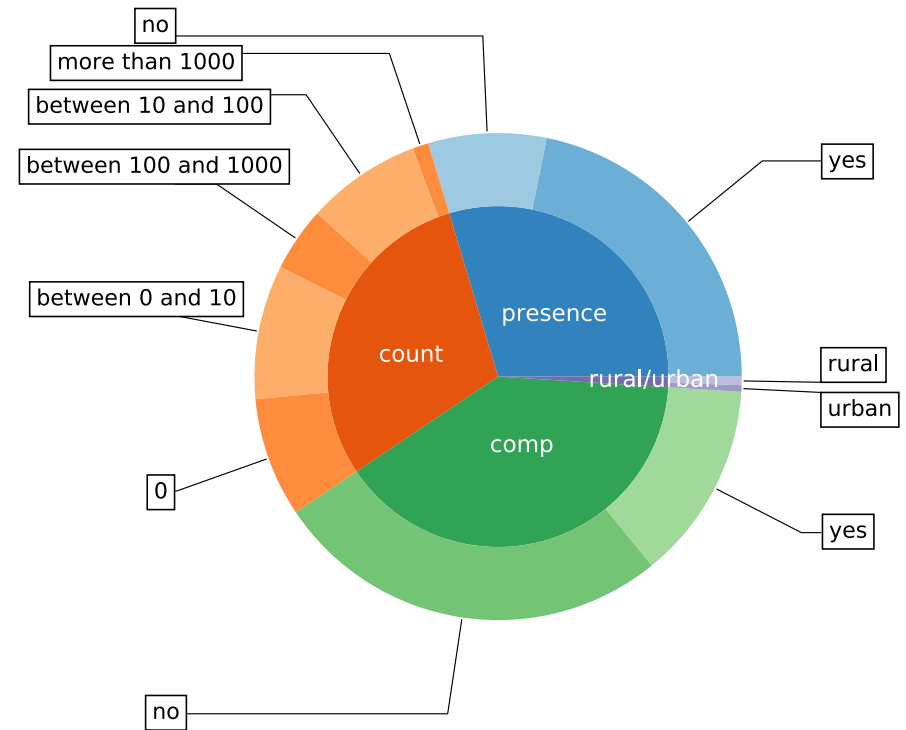 no
more than 1000
between 10 and 100
between 100 and 1000
yes
between 0 and 10
presence
count
rural
rural/urban
urban
comp
0
yes
no